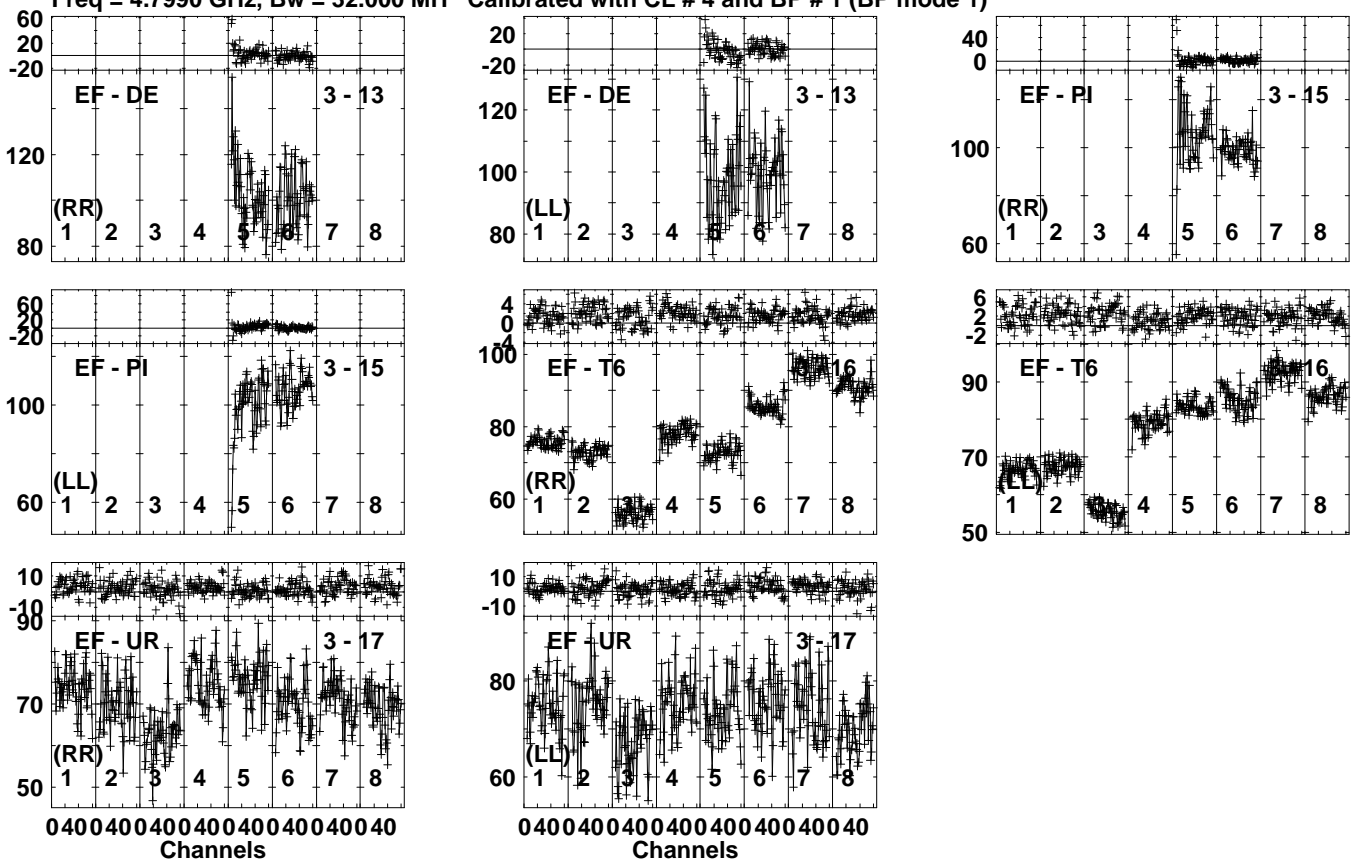 Freq = 4.7990 GHz, Bw = 32.000 MH Calibrated with CL # 4 and BP # 1 (BP mode 1)
60
20
-20
EF - DE 3 - 13
120
80
(RR)
1 2 3 4 5 6 7 8
20
-20
EF - DE 3 - 13
120
100
80
(LL)
1 2 3 4 5 6 7 8
40
0
EF - PI 3 - 15
100
60
(RR)
1 2 3 4 5 6 7 8
60
20
-20
EF - PI 3 - 15
100
60
(LL)
1 2 3 4 5 6 7 8
4
0
-4
100
EF - T6 3 - 16
80
60
(RR)
1 2 3 4 5 6 7 8
6
2
-2
EF - T6 3 - 16
90
70
50
(LL)
1 2 3 4 5 6 7 8
10
-10
90
EF - UR 3 - 17
70
50
(RR)
1 2 3 4 5 6 7 8
040040040040040040040040
Channels
10
-10
EF - UR 3 - 17
80
60
(LL)
1 2 3 4 5 6 7 8
040040040040040040040040
Channels